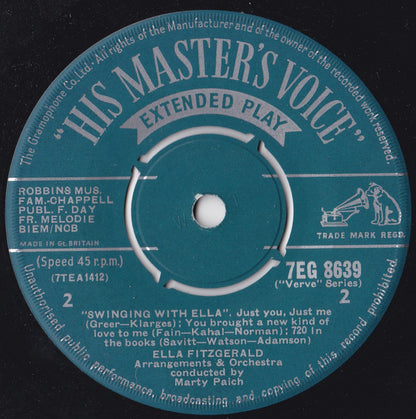 The Gramophone Co.Ltd.- All rights of the Manufacturer and of the owner of the recorded work reserved.
"HIS MASTER'S VOICE"
EXTENDED PLAY
ROBBINS MUS.
FAM.-CHAPPELL
PUBL. F. DAY
FR. MELODIE
BIEM/NCB
MADE IN GT. BRITAIN
TRADE MARK REGD.
(Speed 45 r.p.m.)
(7TEA1412)
2
7EG 8639
("Verve" Series)
2
"SWINGING WITH ELLA". Just you, Just me
(Greer—Klarges); You brought a new kind of
love to me (Fain—Kahal—Norman); 720 In
the books (Savitt—Watson—Adamson)
ELLA FITZGERALD
Arrangements & Orchestra
conducted by
Marty Paich
Unauthorised public performance, broadcasting and copying of this record prohibited.